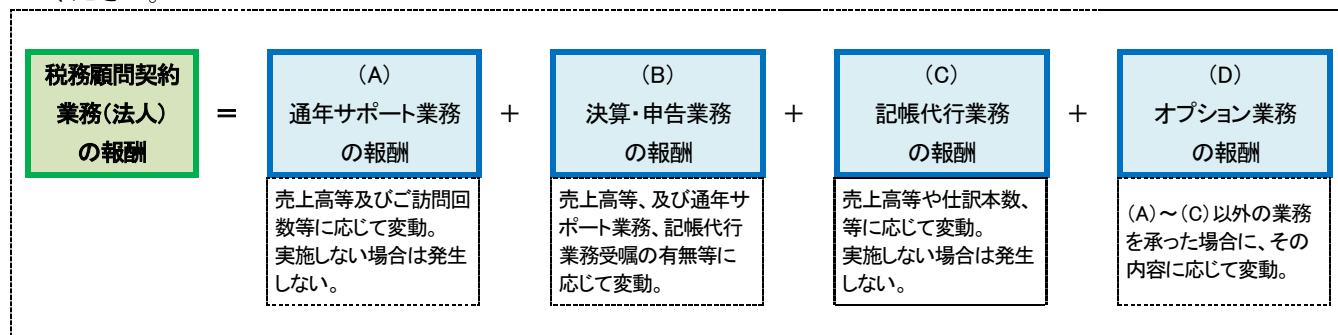 ください。
税務顧問契約
業務(法人)
の報酬
＝
(A)
通年サポート業務
の報酬
＋
(B)
決算・申告業務
の報酬
＋
(C)
記帳代行業務
の報酬
＋
(D)
オプション業務
の報酬
売上高等及びご訪問回
数等に応じて変動。
実施しない場合は発生
しない。
売上高等、及び通年サ
ポート業務、記帳代行
業務受嘱の有無等に
応じて変動。
売上高等や仕訳本数、
等に応じて変動。
実施しない場合は発生
しない。
(A)～(C)以外の業務
を承った場合に、その
内容に応じて変動。